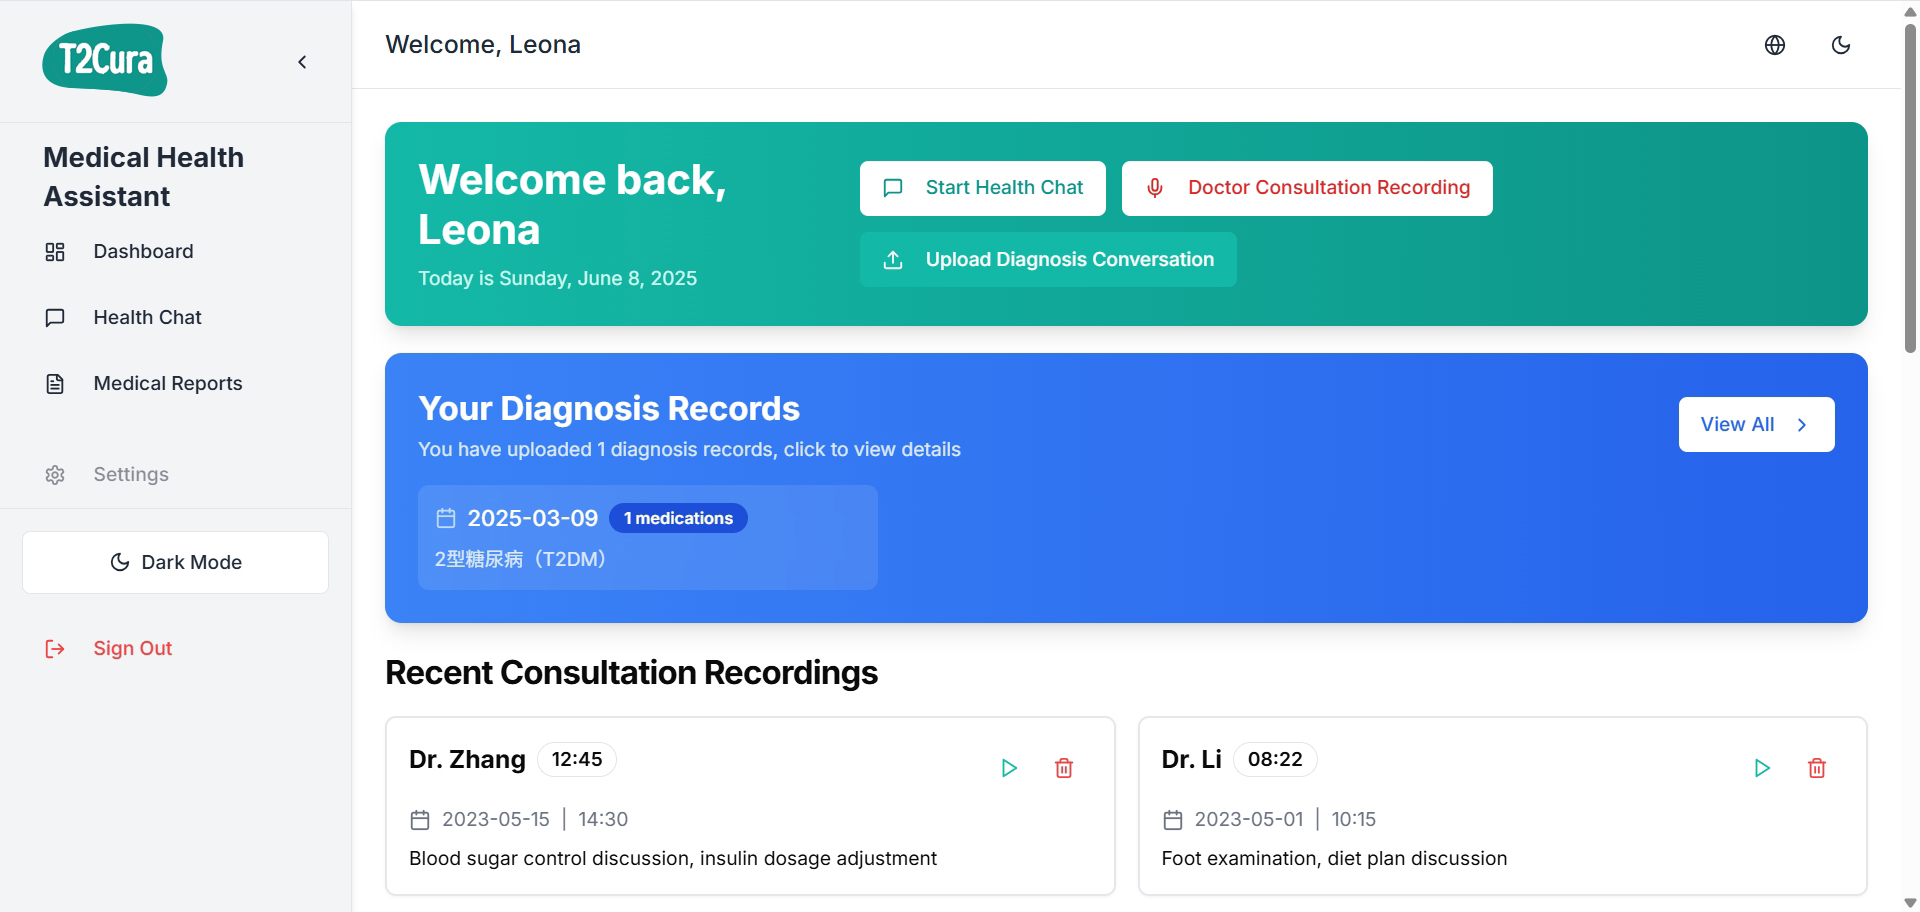 T2Cura
Medical Health
Assistant
Dashboard
Health Chat
Medical Reports
Settings
Dark Mode
Sign Out
Welcome, Leona
Welcome back,
Leona
Today is Sunday, June 8, 2025
Start Health Chat
Doctor Consultation Recording
Upload Diagnosis Conversation
Your Diagnosis Records
You have uploaded 1 diagnosis records, click to view details
View All
2025-03-09 1 medications
2型糖尿病（T2DM）
Recent Consultation Recordings
Dr. Zhang 12:45
2023-05-15 | 14:30
Blood sugar control discussion, insulin dosage adjustment
Dr. Li 08:22
2023-05-01 | 10:15
Foot examination, diet plan discussion